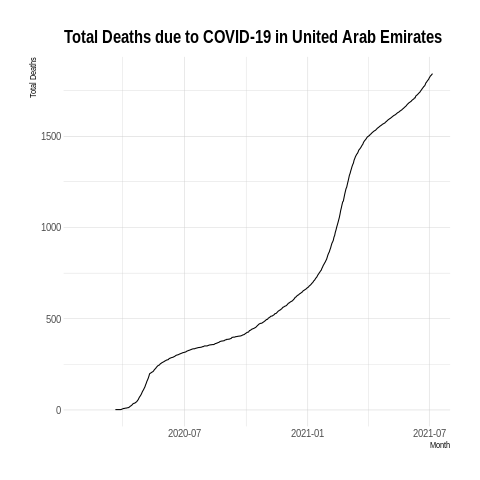 Total Deaths due to COVID-19 in United Arab Emirates
Total Deaths
1500
1000
500
0
2020-07 2021-01 2021-07
Month